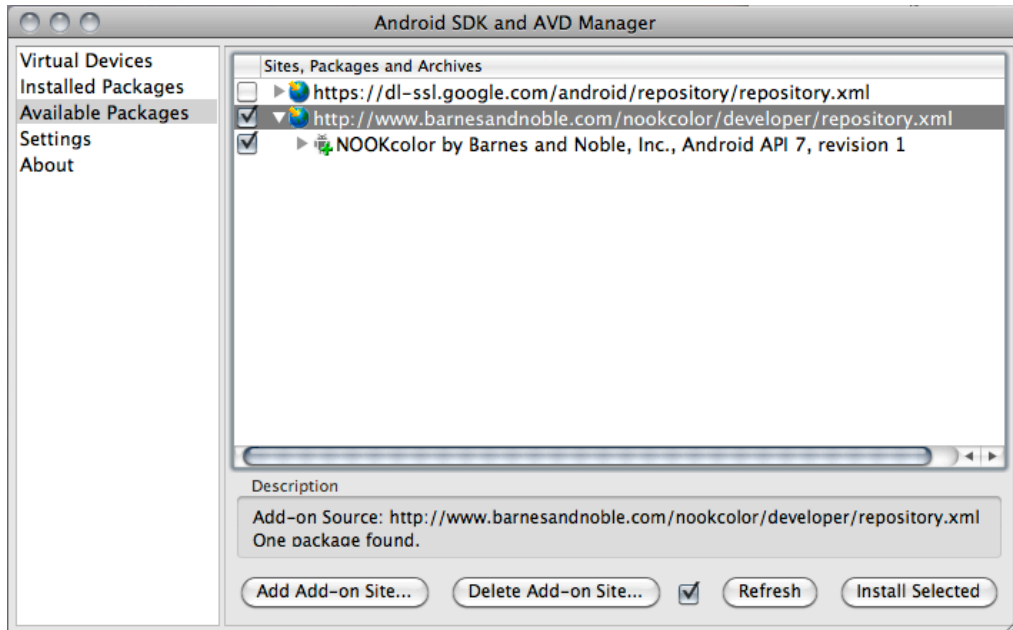 Android SDK and AVD Manager
Virtual Devices
Installed Packages
Available Packages
Settings
About
Sites, Packages and Archives
https://dl-ssl.google.com/android/repository/repository.xml
http://www.barnesandnoble.com/nookcolor/developer/repository.xml
NOOKcolor by Barnes and Noble, Inc., Android API 7, revision 1
Description
Add-on Source: http://www.barnesandnoble.com/nookcolor/developer/repository.xml
One package found.
Add Add-on Site... Delete Add-on Site... Refresh Install Selected